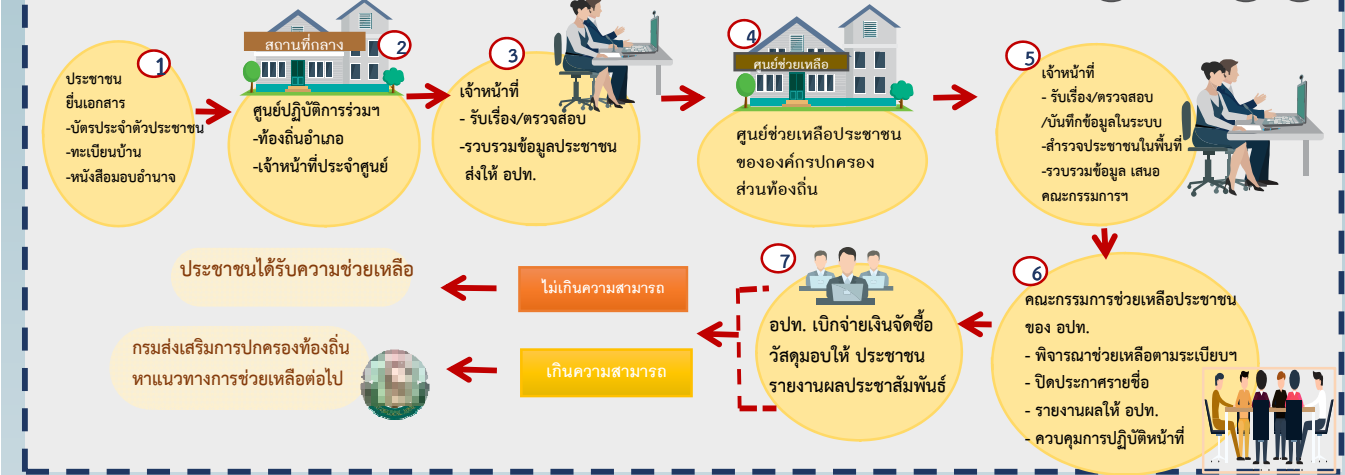 1
ประชาชน
ยื่นเอกสาร
-บัตรประจำตัวประชาชน
-ทะเบียนบ้าน
-หนังสือมอบอำนาจ
สถานที่กลาง
2
ศูนย์ปฏิบัติการร่วมฯ
-ท้องถิ่นอำเภอ
-เจ้าหน้าที่ประจำศูนย์
3
เจ้าหน้าที่
- รับเรื่อง/ตรวจสอบ
-รวบรวมข้อมูลประชาชน
ส่งให้ อปท.
4
ศูนย์ช่วยเหลือ
ศูนย์ช่วยเหลือประชาชน
ขององค์กรปกครอง
ส่วนท้องถิ่น
5
เจ้าหน้าที่
- รับเรื่อง/ตรวจสอบ
/บันทึกข้อมูลในระบบ
-สำรวจประชาชนในพื้นที่
-รวบรวมข้อมูล เสนอ
คณะกรรมการฯ
6
คณะกรรมการช่วยเหลือประชาชน
ของ อปท.
- พิจารณาช่วยเหลือตามระเบียบฯ
- ปิดประกาศรายชื่อ
- รายงานผลให้ อปท.
- ควบคุมการปฏิบัติหน้าที่
7
อปท. เบิกจ่ายเงินจัดซื้อ
วัสดุมอบให้ ประชาชน
รายงานผลประชาสัมพันธ์
ไม่เกินความสามารถ
ประชาชนได้รับความช่วยเหลือ
เกินความสามารถ
กรมส่งเสริมการปกครองท้องถิ่น
หาแนวทางการช่วยเหลือต่อไป